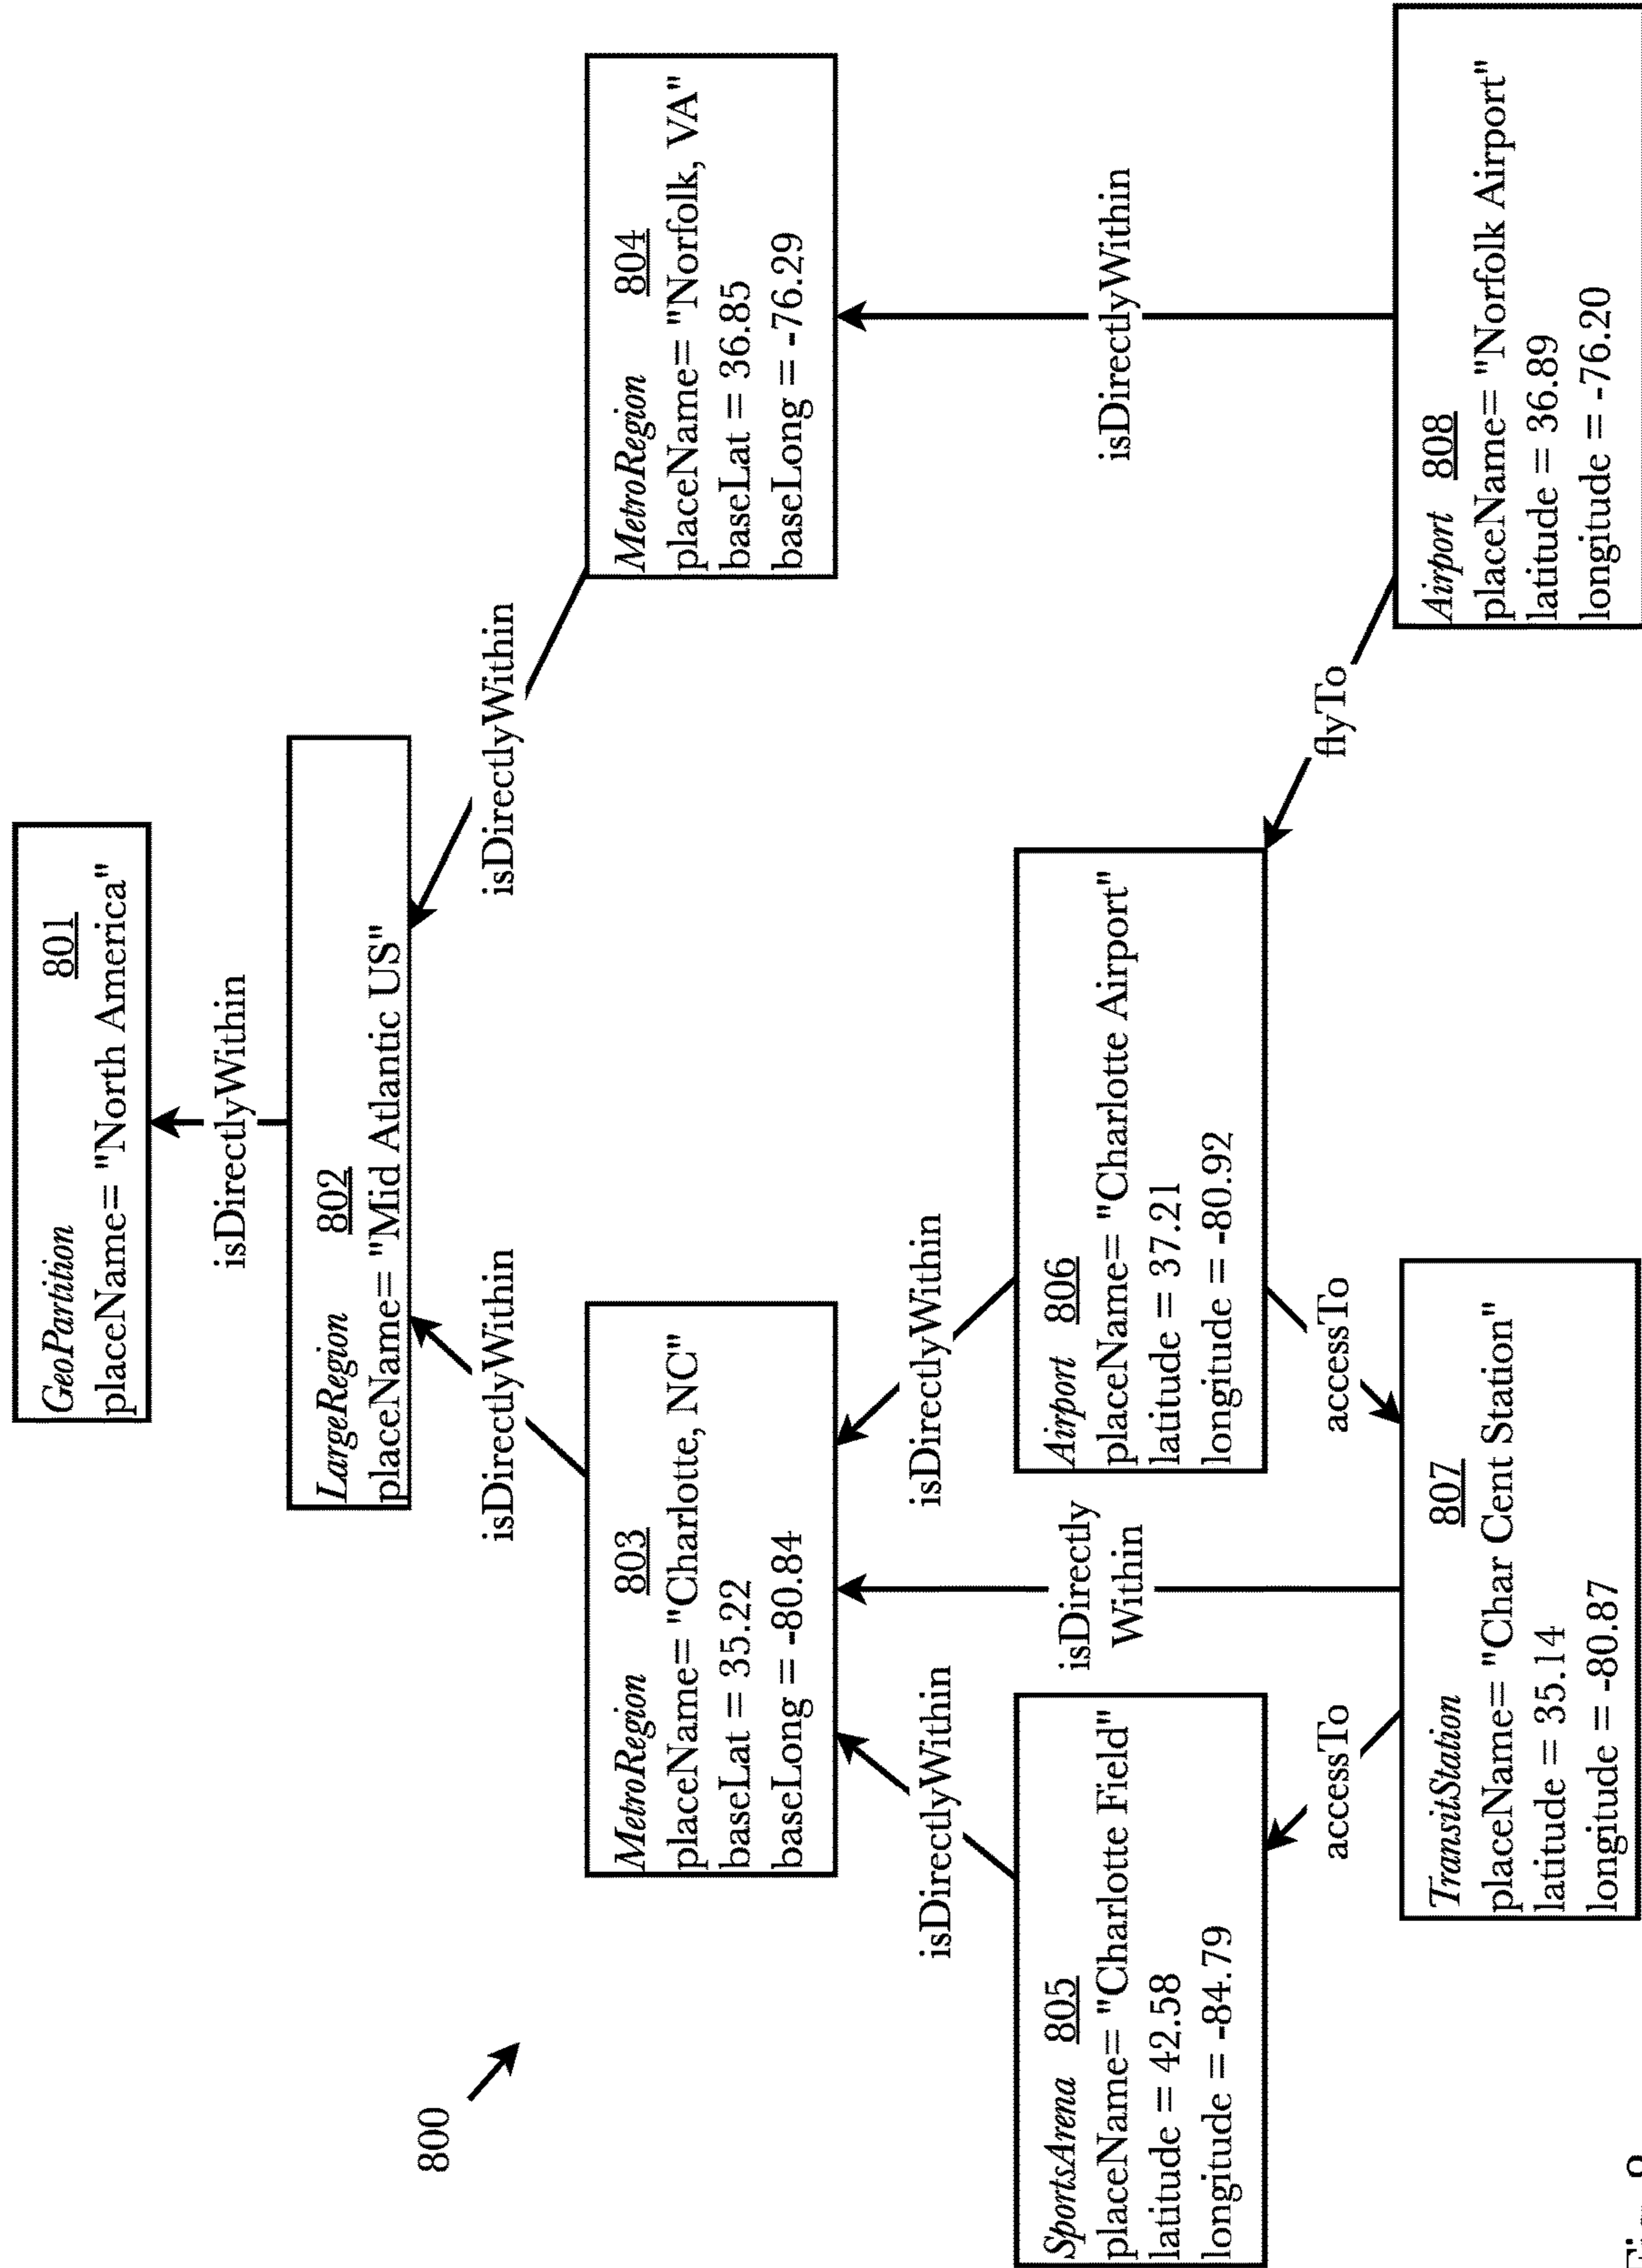 800
GeoPartition 801
placeName= "North America"
isDirectlyWithin
LargeRegion 802
placeName= "Mid Atlantic US"
isDirectlyWithin
isDirectlyWithin
MetroRegion 803
placeName= "Charlotte, NC"
baseLat = 35.22
baseLong = -80.84
MetroRegion 804
placeName= "Norfolk, VA"
baseLat = 36.85
baseLong = -76.29
isDirectlyWithin
isDirectly
Within
isDirectlyWithin
isDirectlyWithin
SportsArena 805
placeName= "Charlotte Field"
latitude = 42.58
longitude = -84.79
Airport 806
placeName= "Charlotte Airport"
latitude = 37.21
longitude = -80.92
accessTo
accessTo
flyTo
TransitStation 807
placeName= "Char Cent Station"
latitude = 35.14
longitude = -80.87
Airport 808
placeName= "Norfolk Airport"
latitude = 36.89
longitude = -76.20